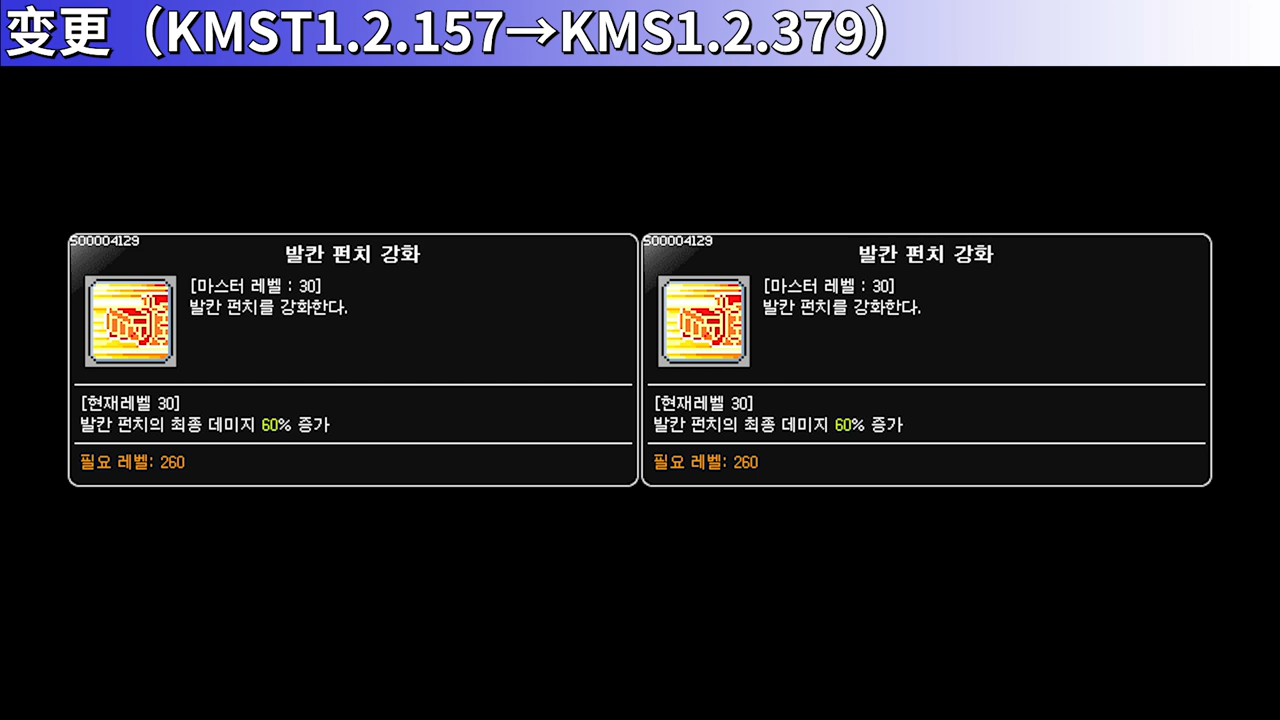 变更（KMST1.2.157→KMS1.2.379）
S00004129
발칸 펀치 강화
[마스터 레벨 : 30]
발칸 펀치를 강화한다.
[현재레벨 30]
발칸 펀치의 최종 데미지 60% 증가
필요 레벨: 260
S00004129
발칸 펀치 강화
[마스터 레벨 : 30]
발칸 펀치를 강화한다.
[현재레벨 30]
발칸 펀치의 최종 데미지 60% 증가
필요 레벨: 260